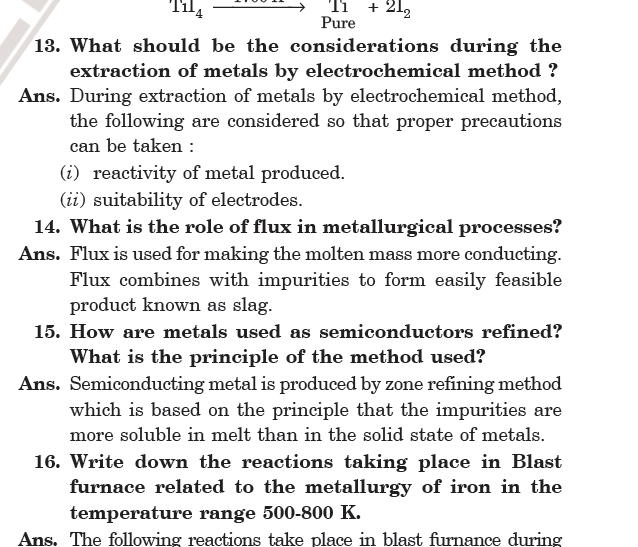 TiI4 ⟶ Ti + 2I2
Pure
13. What should be the considerations during the
extraction of metals by electrochemical method ?
Ans. During extraction of metals by electrochemical method,
the following are considered so that proper precautions
can be taken :
(i) reactivity of metal produced.
(ii) suitability of electrodes.
14. What is the role of flux in metallurgical processes?
Ans. Flux is used for making the molten mass more conducting.
Flux combines with impurities to form easily feasible
product known as slag.
15. How are metals used as semiconductors refined?
What is the principle of the method used?
Ans. Semiconducting metal is produced by zone refining method
which is based on the principle that the impurities are
more soluble in melt than in the solid state of metals.
16. Write down the reactions taking place in Blast
furnace related to the metallurgy of iron in the
temperature range 500-800 K.
Ans. The following reactions take place in blast furnance during